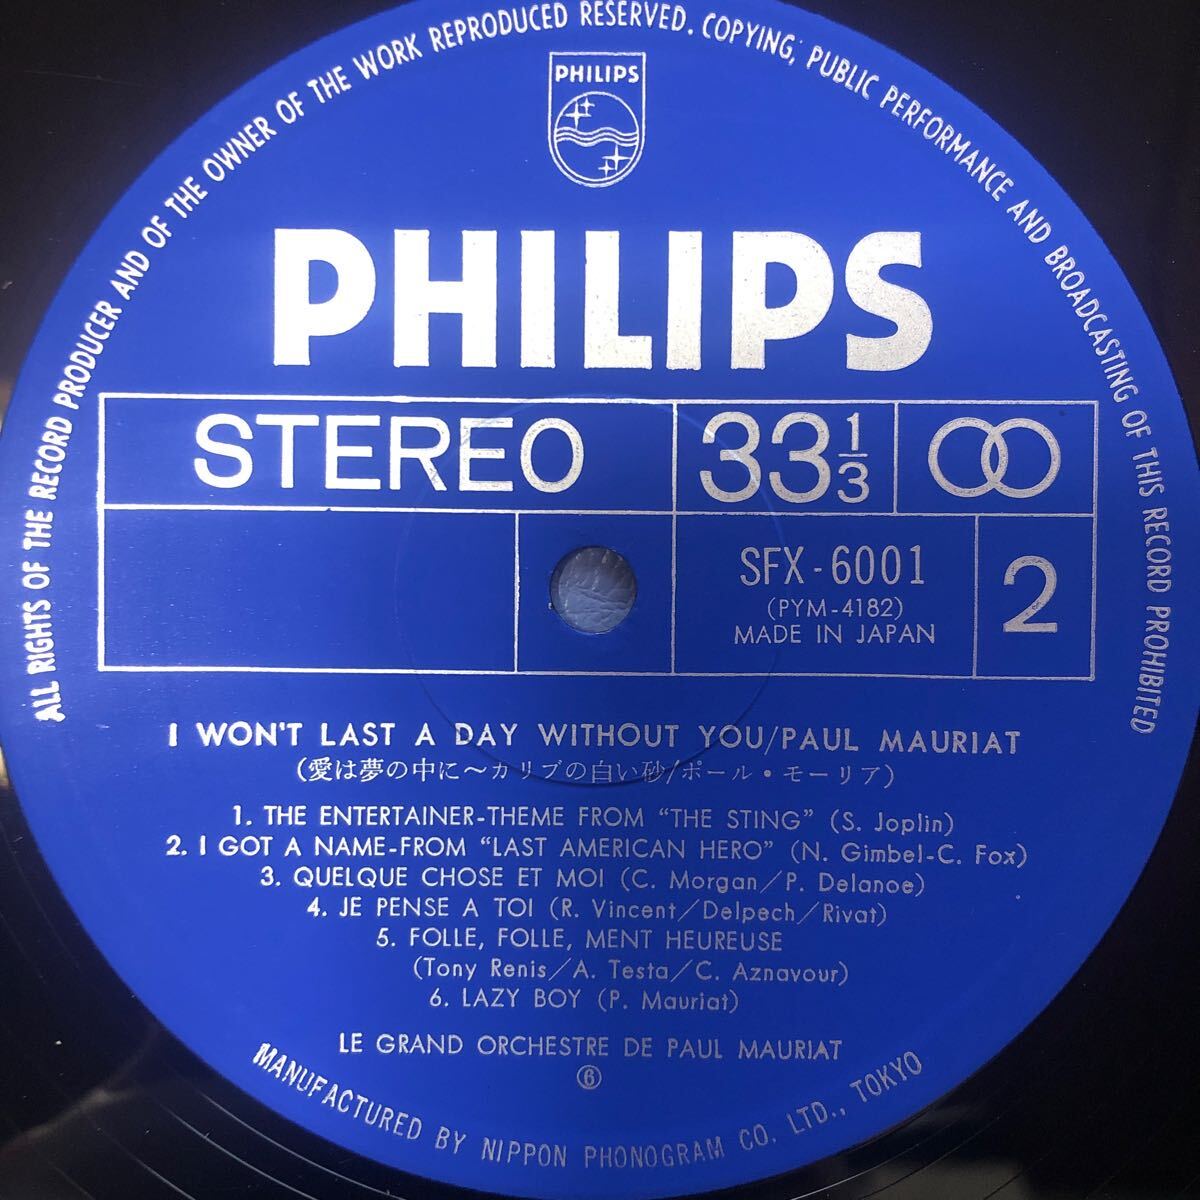 ALL RIGHTS OF THE RECORD PRODUCER AND OF THE OWNER OF THE WORK REPRODUCED RESERVED. COPYING, PUBLIC PERFORMANCE AND BROADCASTING OF THIS RECORD PROHIBITED
PHILIPS
PHILIPS
STEREO
33 1/3
SFX-6001
(PYM-4182)
MADE IN JAPAN
2
I WON'T LAST A DAY WITHOUT YOU/PAUL MAURIAT
(愛は夢の中に〜カリブの白い砂/ポール・モーリア)
1. THE ENTERTAINER-THEME FROM "THE STING" (S. Joplin)
2. I GOT A NAME-FROM "LAST AMERICAN HERO" (N. Gimbel-C. Fox)
3. QUELQUE CHOSE ET MOI (C. Morgan/P. Delanoe)
4. JE PENSE A TOI (R. Vincent/Delpech/Rivat)
5. FOLLE, FOLLE, MENT HEUREUSE
(Tony Renis/A. Testa/C. Aznavour)
6. LAZY BOY (P. Mauriat)
LE GRAND ORCHESTRE DE PAUL MAURIAT
⑥
MANUFACTURED BY NIPPON PHONOGRAM CO. LTD., TOKYO